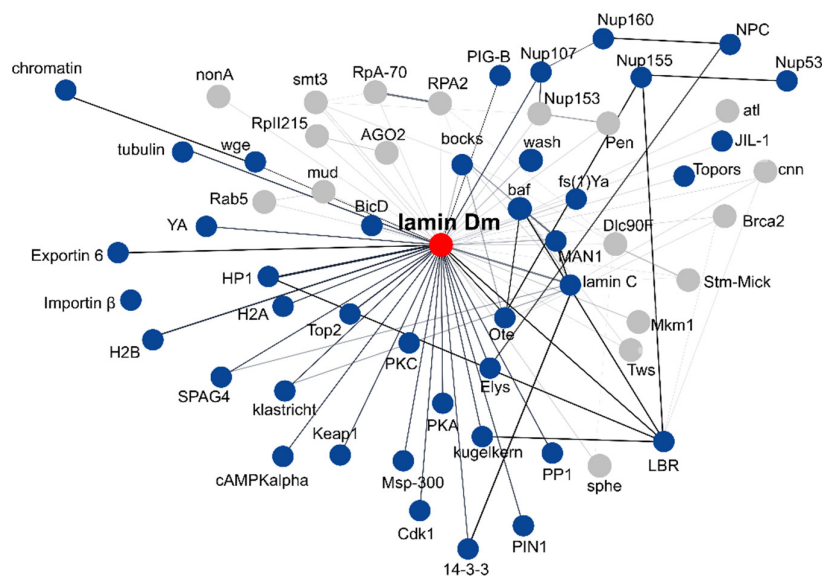 Nup160
NPC
chromatin
nonA
smt3
RpA-70
RPA2
PIG-B
Nup107
Nup155
Nup53
RpII215
AGO2
Nup153
Pen
atl
tubulin
wge
bocks
wash
JIL-1
mud
Rab5
BicD
baf
fs(1)Ya
Topors
cnn
YA
lamin Dm
Dlc90F
Brca2
Exportin 6
MAN1
HP1
lamin C
Stm-Mick
Importin β
H2A
Top2
Ote
Mkm1
H2B
PKC
Elys
Tws
SPAG4
klastricht
Keap1
PKA
kugelkern
LBR
cAMPKalpha
Msp-300
PP1
sphe
Cdk1
PIN1
14-3-3